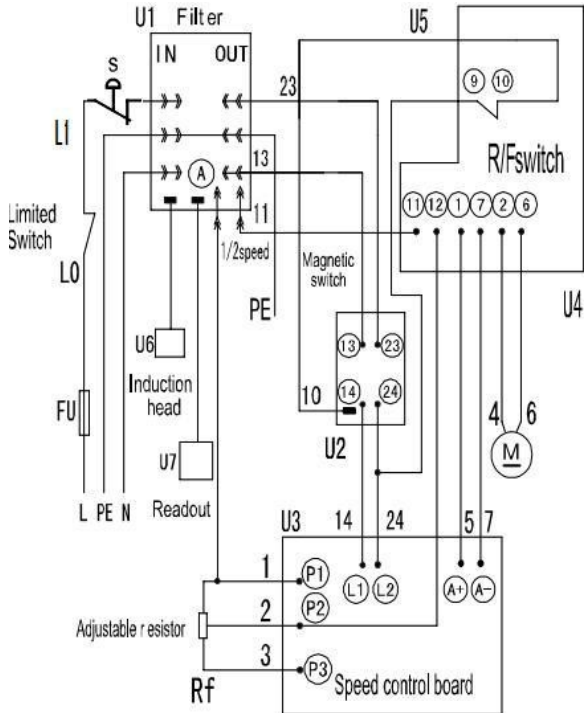 U1 Filter
U5
IN OUT
S
23
9 10
L1
R/Fswitch
13
A
11 12 1 7 2 6
11
Limited
Switch
1/2speed
Magnetic
switch
L0
PE
U4
U6
13 23
Induction
head
10
14 24
4 6
FU
M
U2
U7
L PE N
Readout
U3
14 24 5 7
1
P1
L1 L2 A+ A-
2
P2
Adjustable resistor
3
P3
Rf
Speed control board